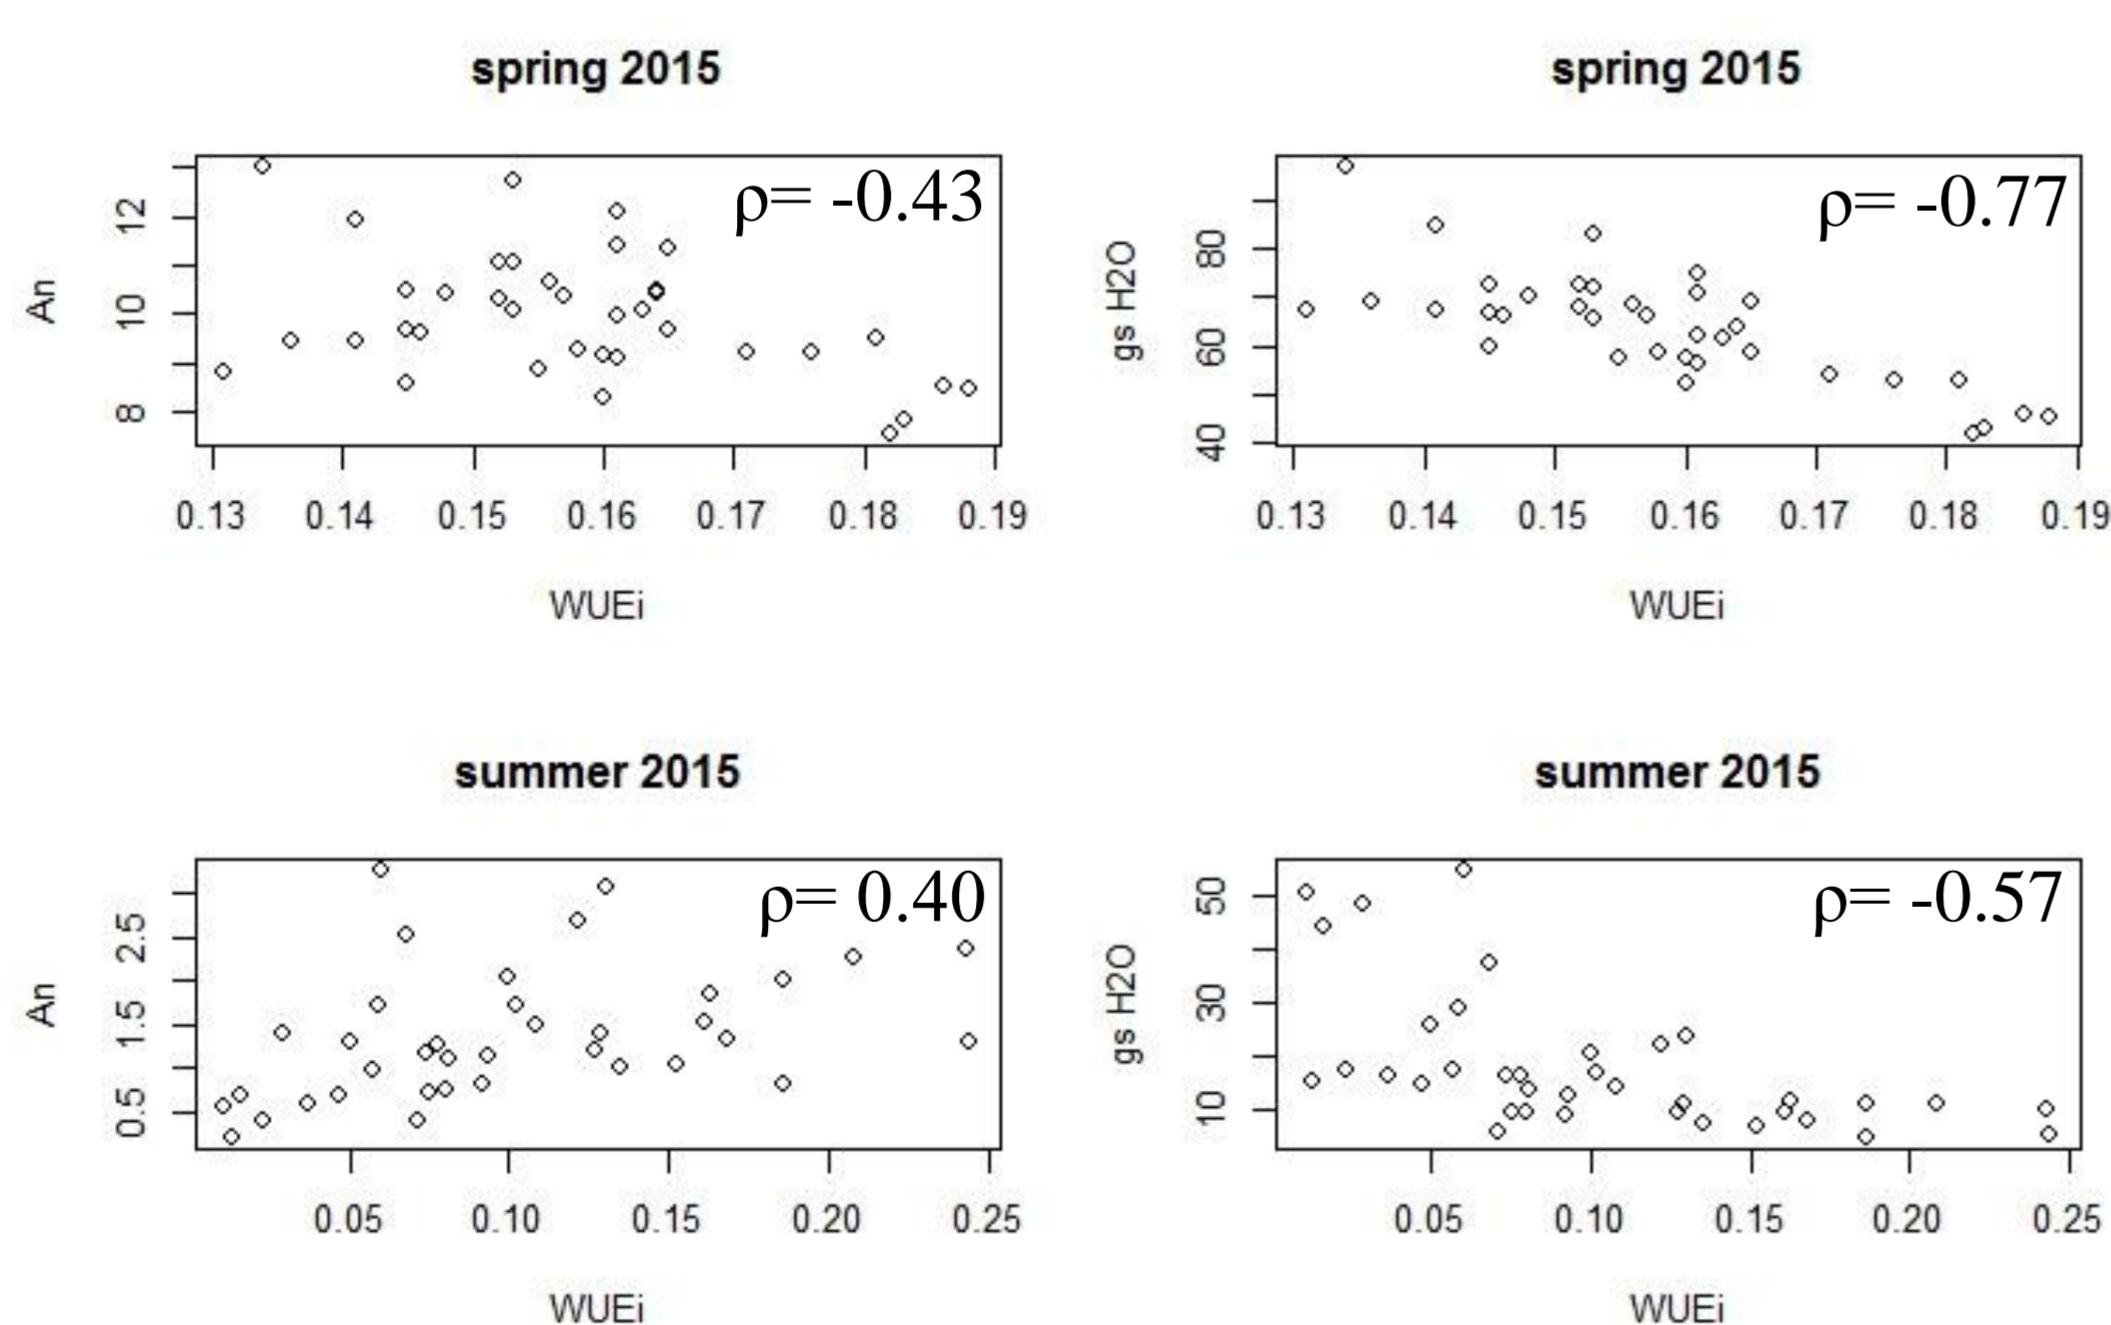 spring 2015
ρ= -0.43
An
8 10 12
0.13 0.14 0.15 0.16 0.17 0.18 0.19
WUEi
spring 2015
ρ= -0.77
gs H2O
40 60 80
0.13 0.14 0.15 0.16 0.17 0.18 0.19
WUEi
summer 2015
ρ= 0.40
An
0.5 1.5 2.5
0.05 0.10 0.15 0.20 0.25
WUEi
summer 2015
ρ= -0.57
gs H2O
10 30 50
0.05 0.10 0.15 0.20 0.25
WUEi